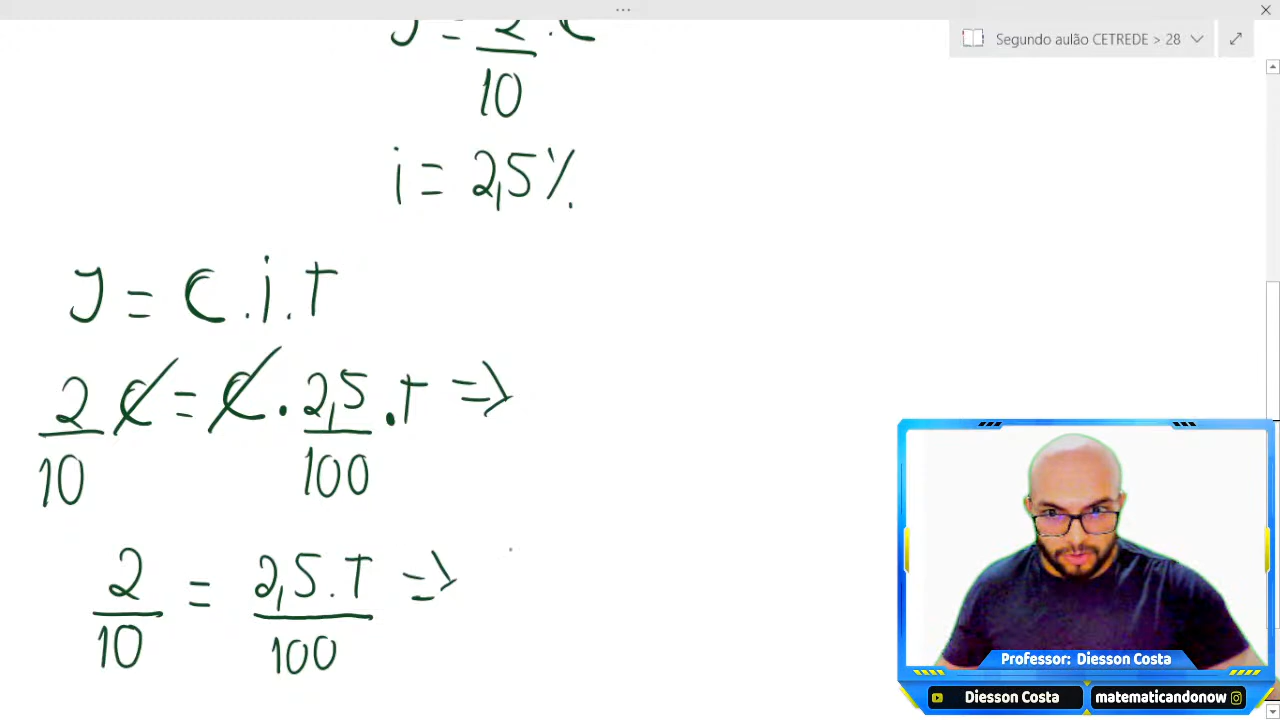 ...
Segundo aulão CETREDE > 28
J = 2/10 . C
i = 2,5%
J = C . i . T
2/10 C = C . 2,5/100 . T =>
2/10 = 2,5 . T/100 =>
Professor: Diesson Costa
Diesson Costa
matematicandonow